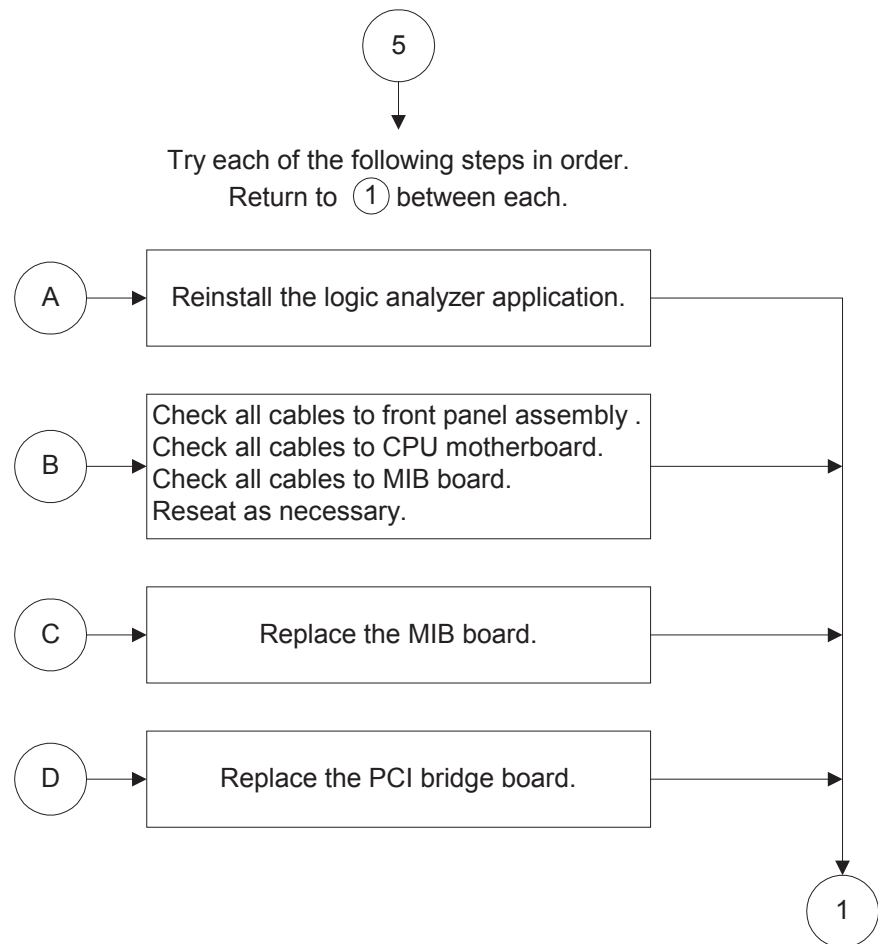 5
Try each of the following steps in order.
Return to 1 between each.
A
Reinstall the logic analyzer application.
B
Check all cables to front panel assembly .
Check all cables to CPU motherboard.
Check all cables to MIB board.
Reseat as necessary.
C
Replace the MIB board.
D
Replace the PCI bridge board.
1